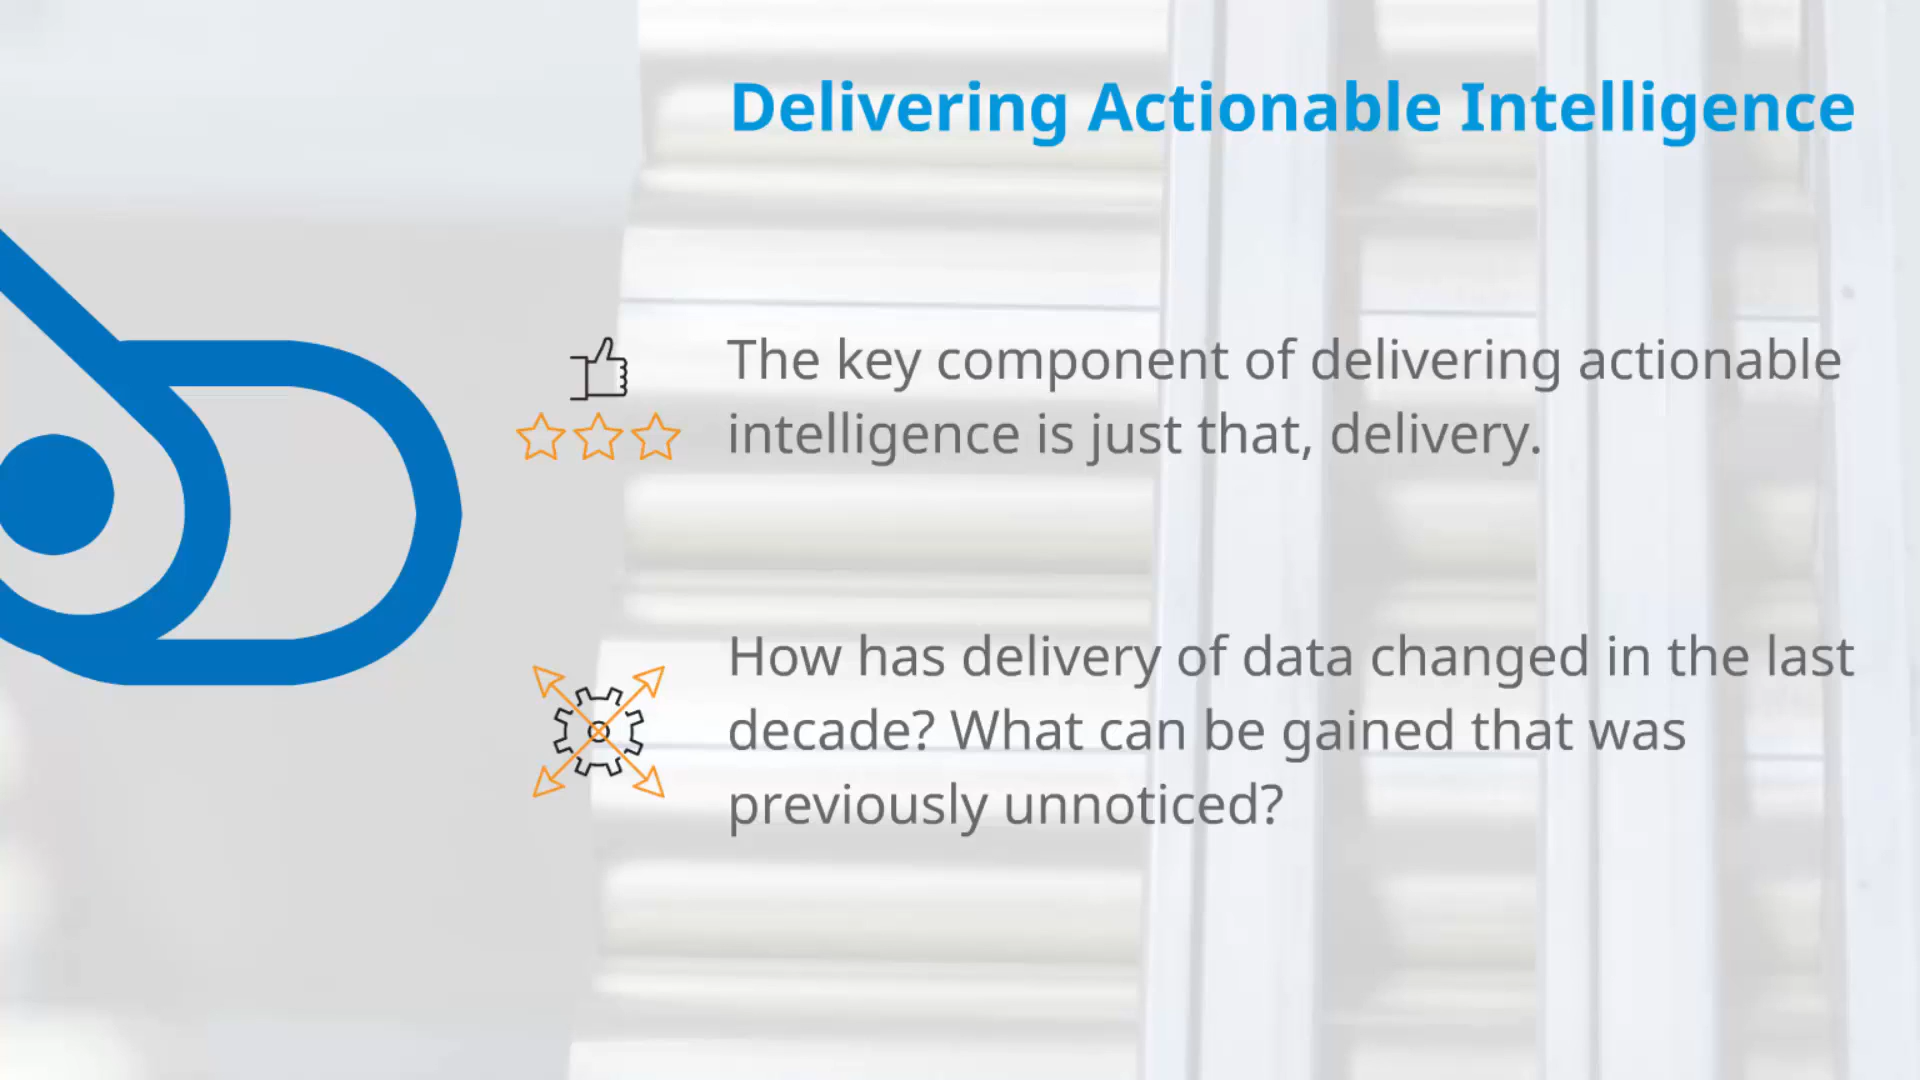 Delivering Actionable Intelligence
The key component of delivering actionable
intelligence is just that, delivery.
How has delivery of data changed in the last
decade? What can be gained that was
previously unnoticed?